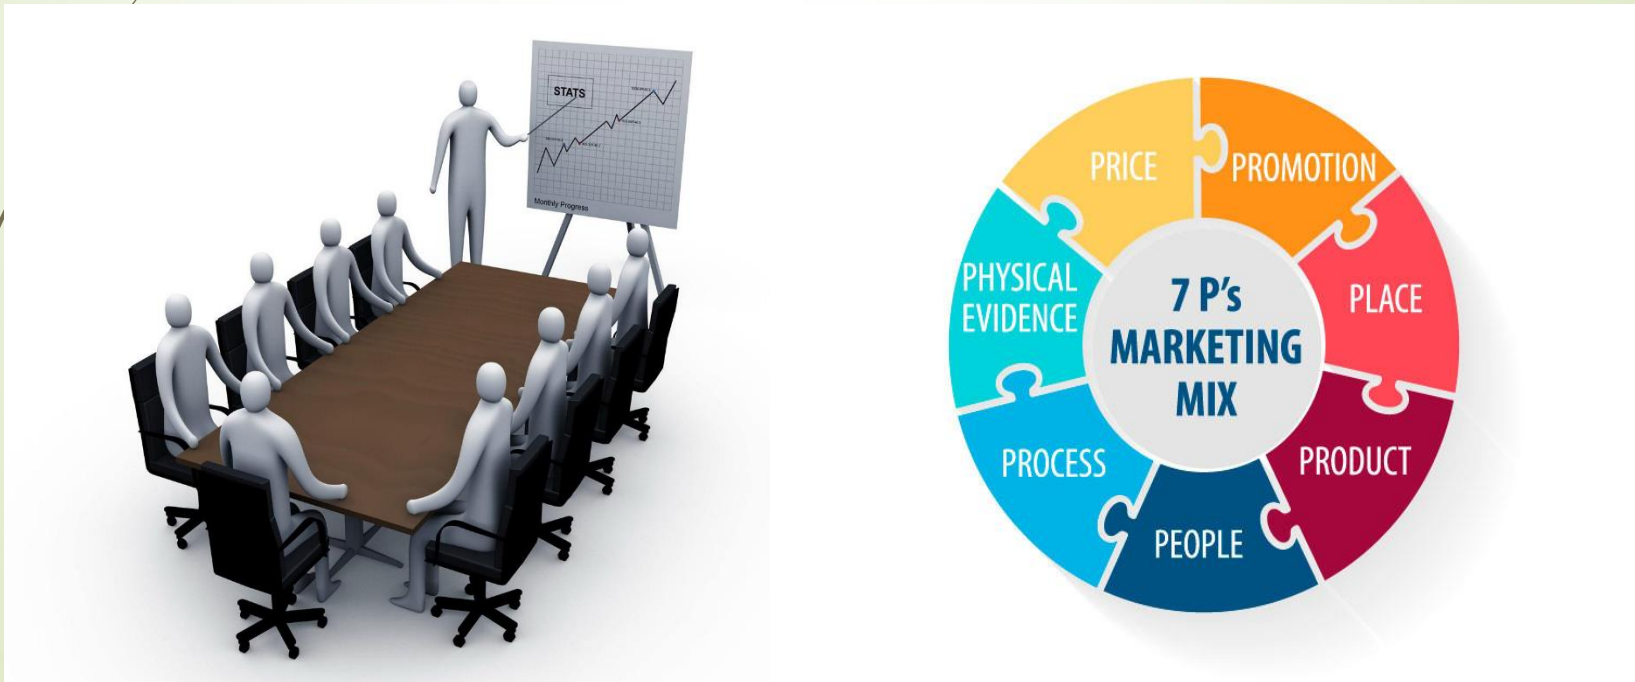 STATS
Monthly Progress
PRICE
PROMOTION
PHYSICAL
EVIDENCE
PLACE
7 P's
MARKETING
MIX
PROCESS
PRODUCT
PEOPLE